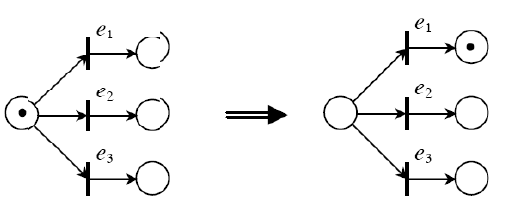 e₁ e₁
e₂ e₂
e₃ e₃